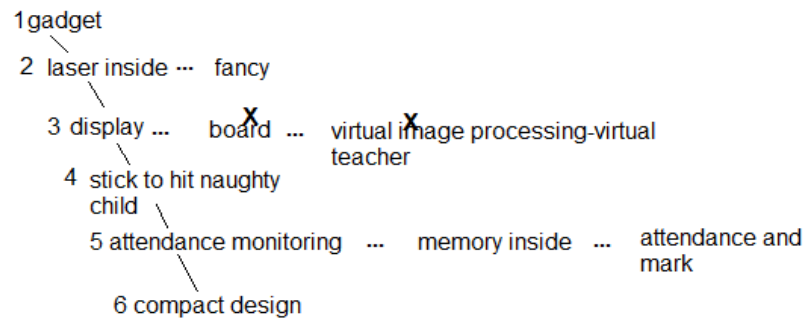 1gadget
2 laser inside ... fancy
3 display ... board ... virtual image processing-virtual
teacher
X X
4 stick to hit naughty
child
5 attendance monitoring ... memory inside ... attendance and
mark
6 compact design